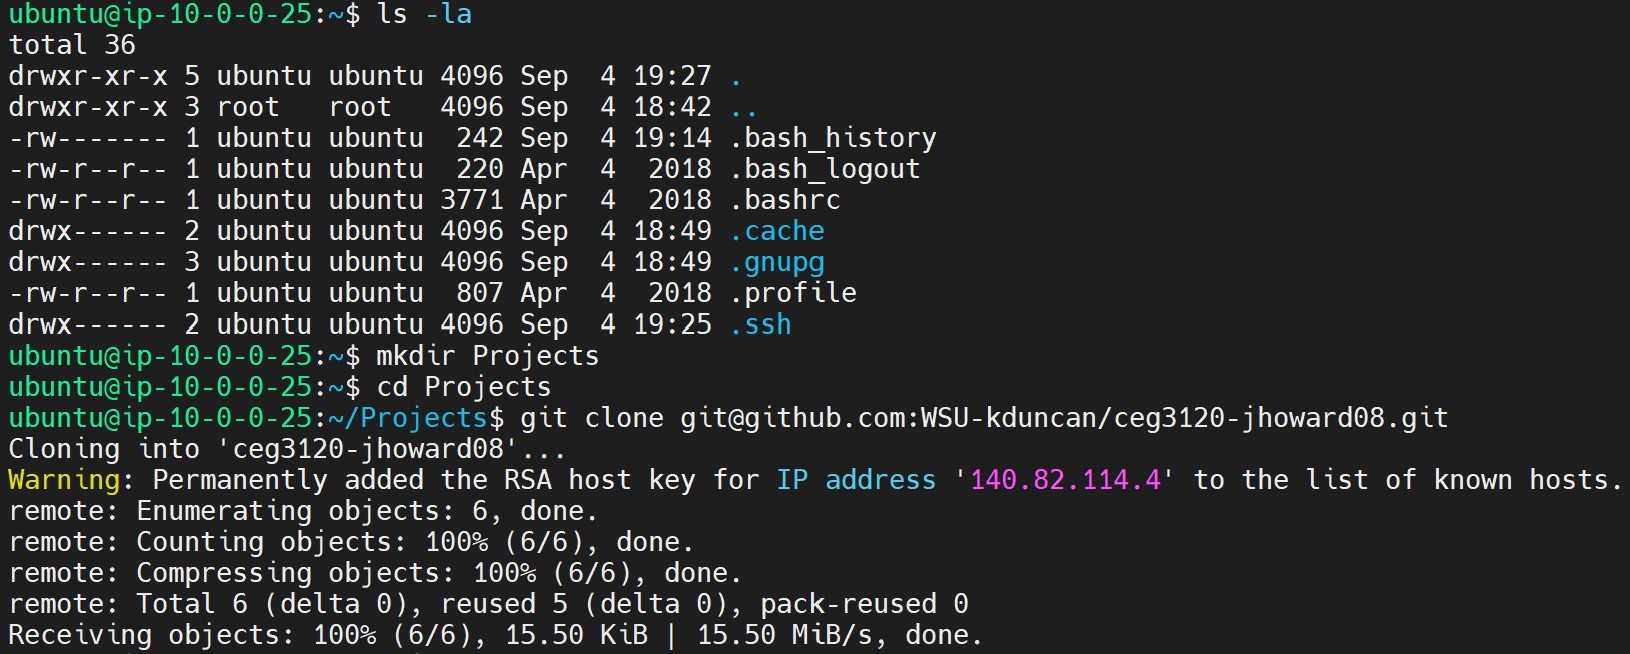 ubuntu@ip-10-0-0-25:~$ ls -la
total 36
drwxr-xr-x 5 ubuntu ubuntu 4096 Sep  4 19:27 .
drwxr-xr-x 3 root   root   4096 Sep  4 18:42 ..
-rw------- 1 ubuntu ubuntu  242 Sep  4 19:14 .bash_history
-rw-r--r-- 1 ubuntu ubuntu  220 Apr  4  2018 .bash_logout
-rw-r--r-- 1 ubuntu ubuntu 3771 Apr  4  2018 .bashrc
drwx------ 2 ubuntu ubuntu 4096 Sep  4 18:49 .cache
drwx------ 3 ubuntu ubuntu 4096 Sep  4 18:49 .gnupg
-rw-r--r-- 1 ubuntu ubuntu  807 Apr  4  2018 .profile
drwx------ 2 ubuntu ubuntu 4096 Sep  4 19:25 .ssh
ubuntu@ip-10-0-0-25:~$ mkdir Projects
ubuntu@ip-10-0-0-25:~$ cd Projects
ubuntu@ip-10-0-0-25:~/Projects$ git clone git@github.com:WSU-kduncan/ceg3120-jhoward08.git
Cloning into 'ceg3120-jhoward08'...
Warning: Permanently added the RSA host key for IP address '140.82.114.4' to the list of known hosts.
remote: Enumerating objects: 6, done.
remote: Counting objects: 100% (6/6), done.
remote: Compressing objects: 100% (6/6), done.
remote: Total 6 (delta 0), reused 5 (delta 0), pack-reused 0
Receiving objects: 100% (6/6), 15.50 KiB | 15.50 MiB/s, done.